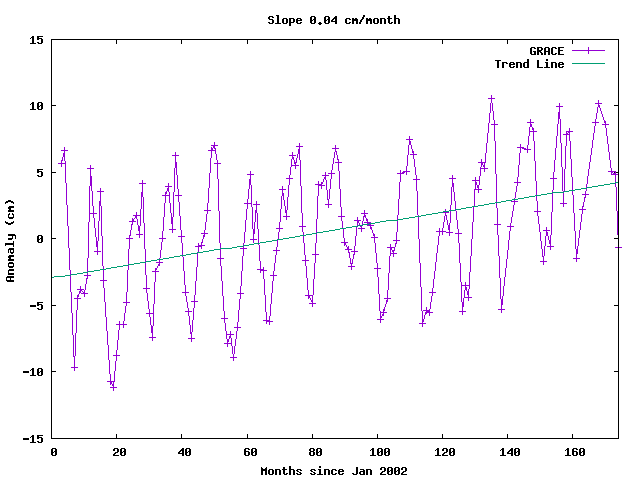 Slope 0.04 cm/month
15
10
5
0
-5
-10
-15
Anomaly (cm)
GRACE
Trend Line
0 20 40 60 80 100 120 140 160
Months since Jan 2002